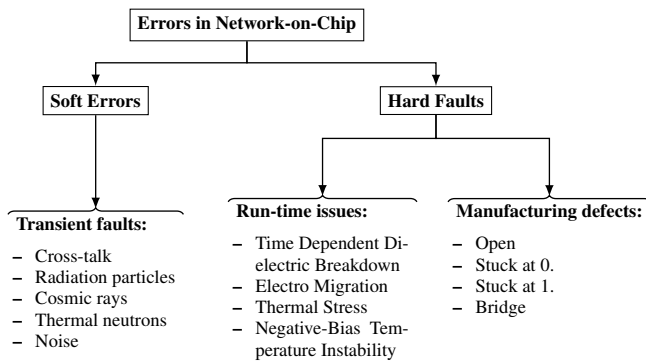 Errors in Network-on-Chip
Soft Errors
Hard Faults
Transient faults:
– Cross-talk
– Radiation particles
– Cosmic rays
– Thermal neutrons
– Noise
Run-time issues:
– Time Dependent Di-
electric Breakdown
– Electro Migration
– Thermal Stress
– Negative-Bias Tem-
perature Instability
Manufacturing defects:
– Open
– Stuck at 0.
– Stuck at 1.
– Bridge